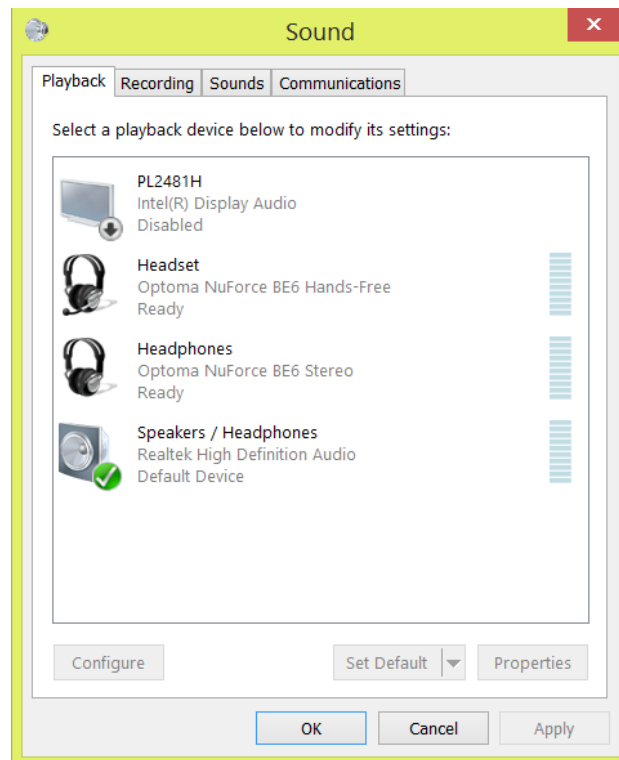 Sound
Playback Recording Sounds Communications
Select a playback device below to modify its settings:
PL2481H
Intel(R) Display Audio
Disabled
Headset
Optoma NuForce BE6 Hands-Free
Ready
Headphones
Optoma NuForce BE6 Stereo
Ready
Speakers / Headphones
Realtek High Definition Audio
Default Device
Configure Set Default Properties
OK Cancel Apply